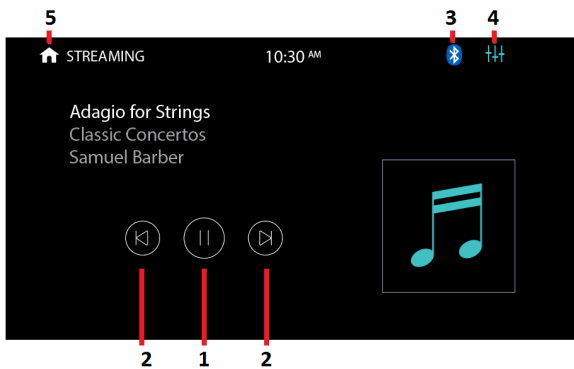 5 3 4
STREAMING 10:30 AM
Adagio for Strings
Classic Concertos
Samuel Barber
2 1 2